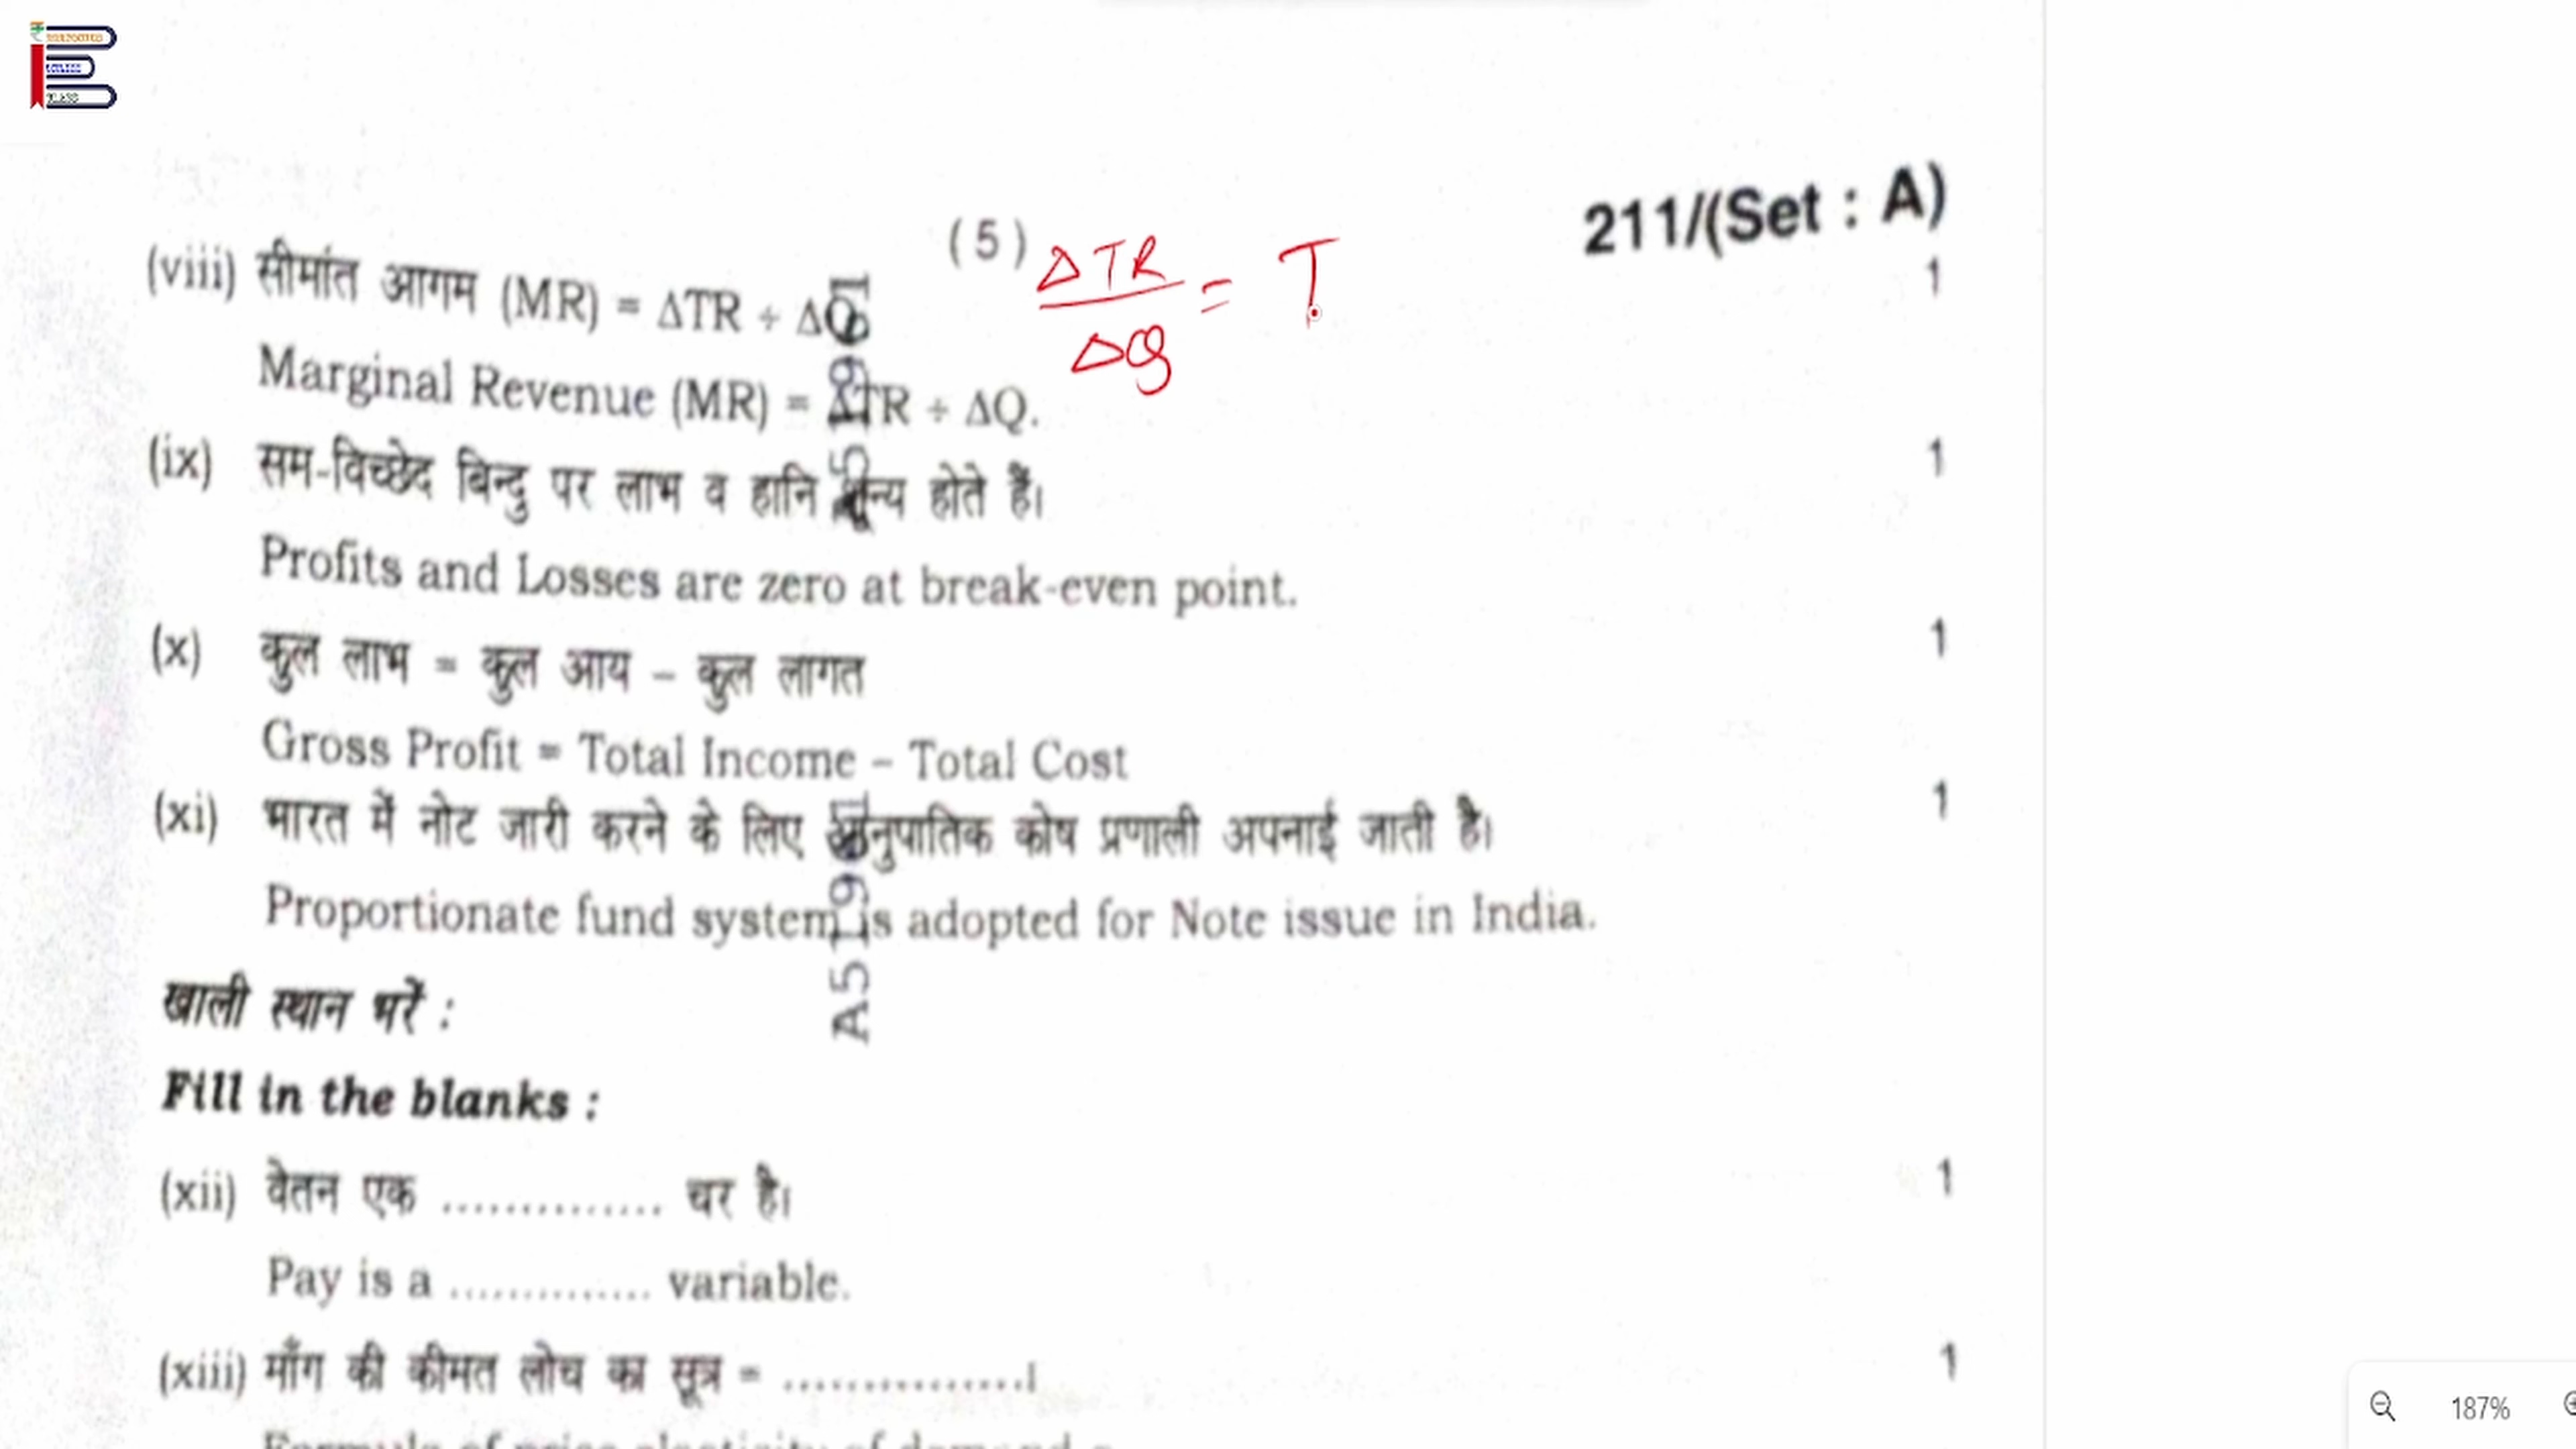 211/(Set : A)
( 5 )
ΔTR
ΔQ
= T
(viii) सीमांत आगम (MR) = ΔTR ÷ ΔQ 1
Marginal Revenue (MR) = ΔTR ÷ ΔQ.
(ix) सम-विच्छेद बिन्दु पर लाभ व हानि शून्य होते हैं। 1
Profits and Losses are zero at break-even point.
(x) कुल लाभ = कुल आय – कुल लागत 1
Gross Profit = Total Income – Total Cost
(xi) भारत में नोट जारी करने के लिए आनुपातिक कोष प्रणाली अपनाई जाती है। 1
Proportionate fund system is adopted for Note issue in India.
खाली स्थान भरें :
Fill in the blanks :
(xii) वेतन एक .............. चर है। 1
Pay is a .............. variable.
(xiii) माँग की कीमत लोच का सूत्र = ...............। 1
187%